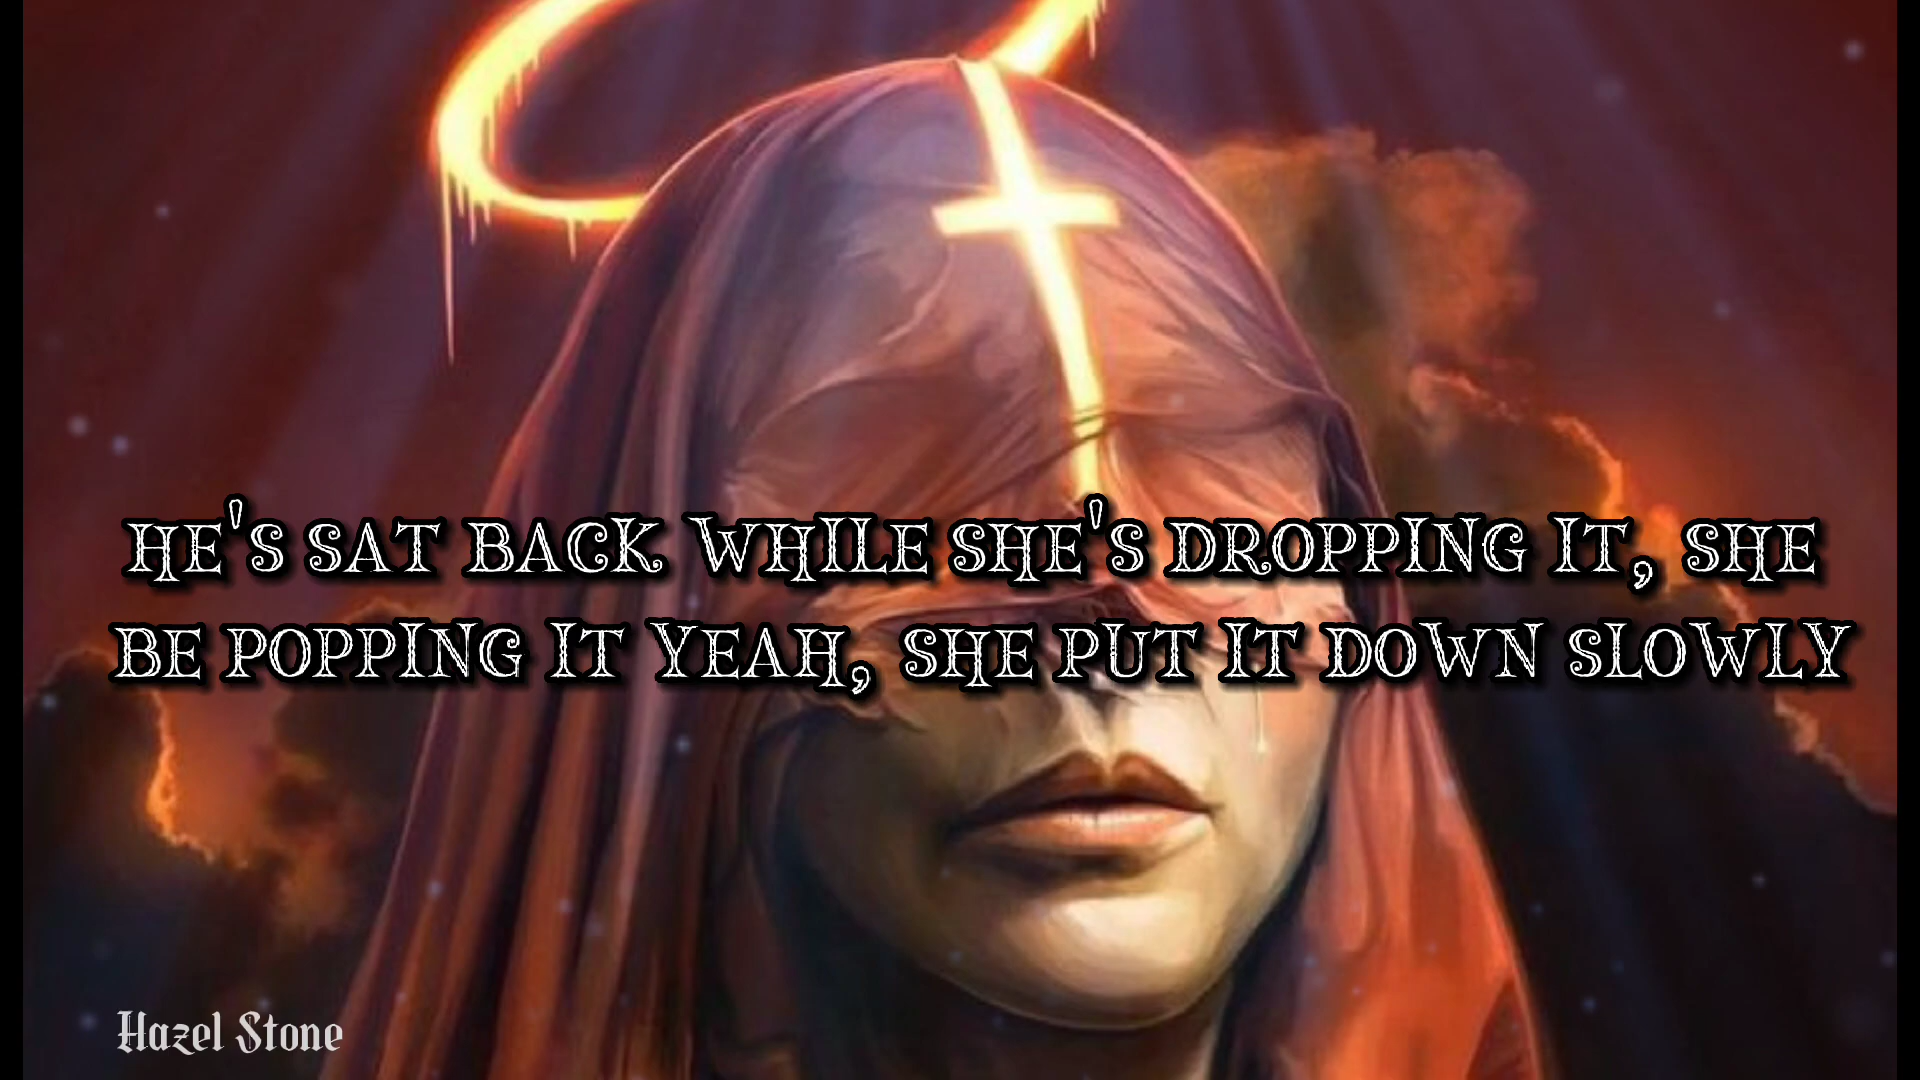 HE'S SAT BACK WHILE SHE'S DROPPING IT, SHE
BE POPPING IT YEAH, SHE PUT IT DOWN SLOWLY
Hazel Stone